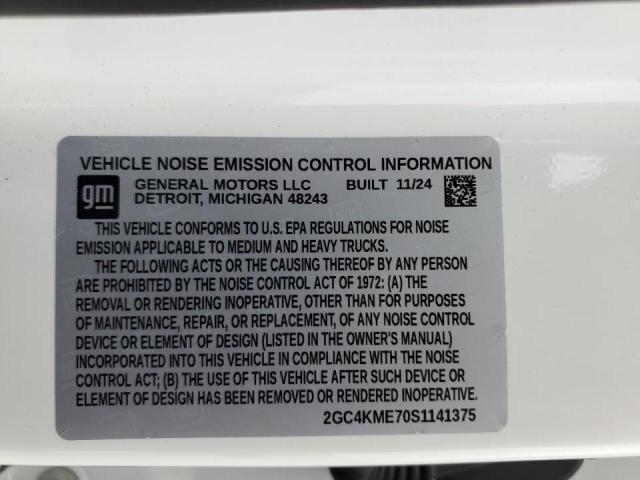 VEHICLE NOISE EMISSION CONTROL INFORMATION
gm GENERAL MOTORS LLC BUILT 11/24
DETROIT, MICHIGAN 48243
THIS VEHICLE CONFORMS TO U.S. EPA REGULATIONS FOR NOISE
EMISSION APPLICABLE TO MEDIUM AND HEAVY TRUCKS.
THE FOLLOWING ACTS OR THE CAUSING THEREOF BY ANY PERSON
ARE PROHIBITED BY THE NOISE CONTROL ACT OF 1972: (A) THE
REMOVAL OR RENDERING INOPERATIVE, OTHER THAN FOR PURPOSES
OF MAINTENANCE, REPAIR, OR REPLACEMENT, OF ANY NOISE CONTROL
DEVICE OR ELEMENT OF DESIGN (LISTED IN THE OWNER'S MANUAL)
INCORPORATED INTO THIS VEHICLE IN COMPLIANCE WITH THE NOISE
CONTROL ACT; (B) THE USE OF THIS VEHICLE AFTER SUCH DEVICE
OR ELEMENT OF DESIGN HAS BEEN REMOVED OR RENDERED INOPERATIVE.
2GC4KME70S1141375